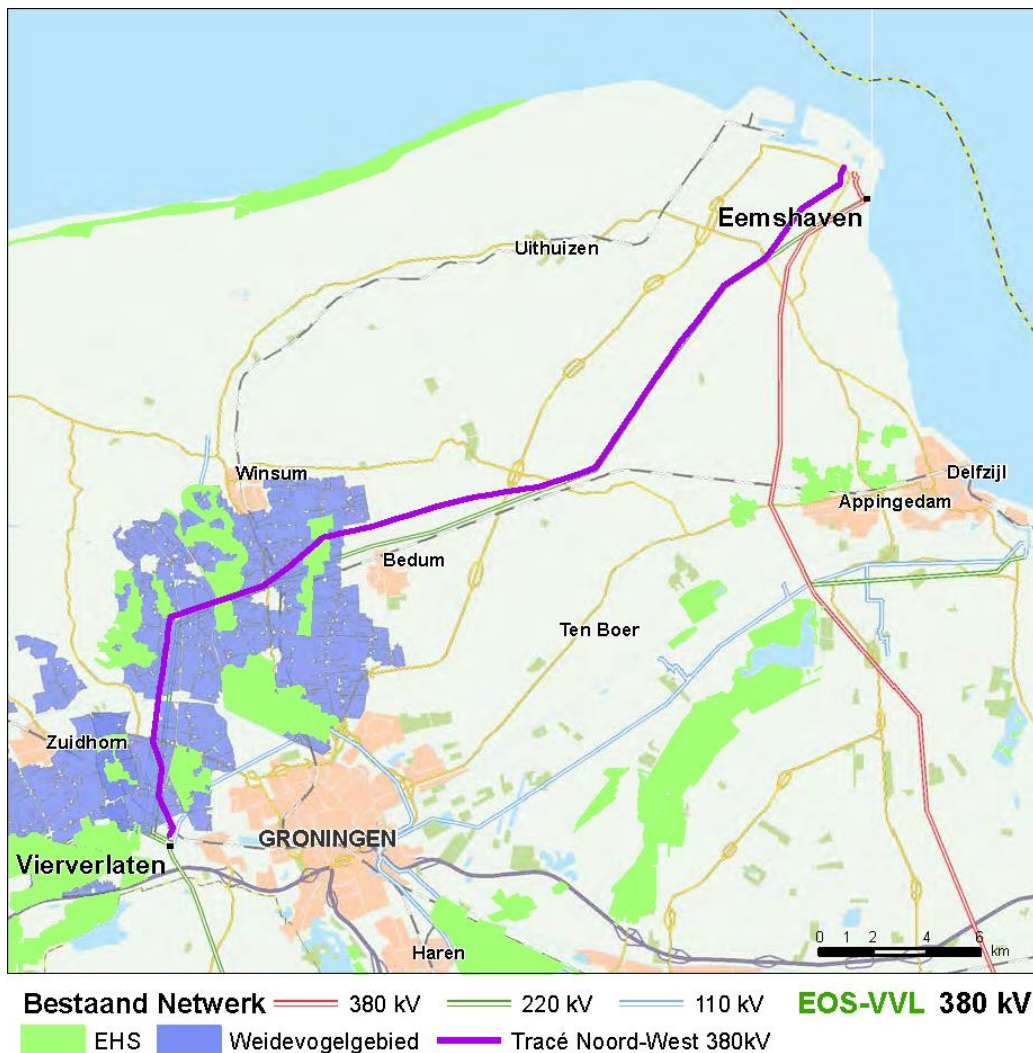 Eemshaven
Uithuizen
Winsum
Delfzijl
Appingedam
Bedum
Ten Boer
Zuidhorn
GRONINGEN
Vierverlaten
Haren
0 1 2 4 6
km
Bestaand Netwerk 380 kV 220 kV 110 kV EOS-VVL 380 kV
EHS Weidevogelgebied Tracé Noord-West 380kV